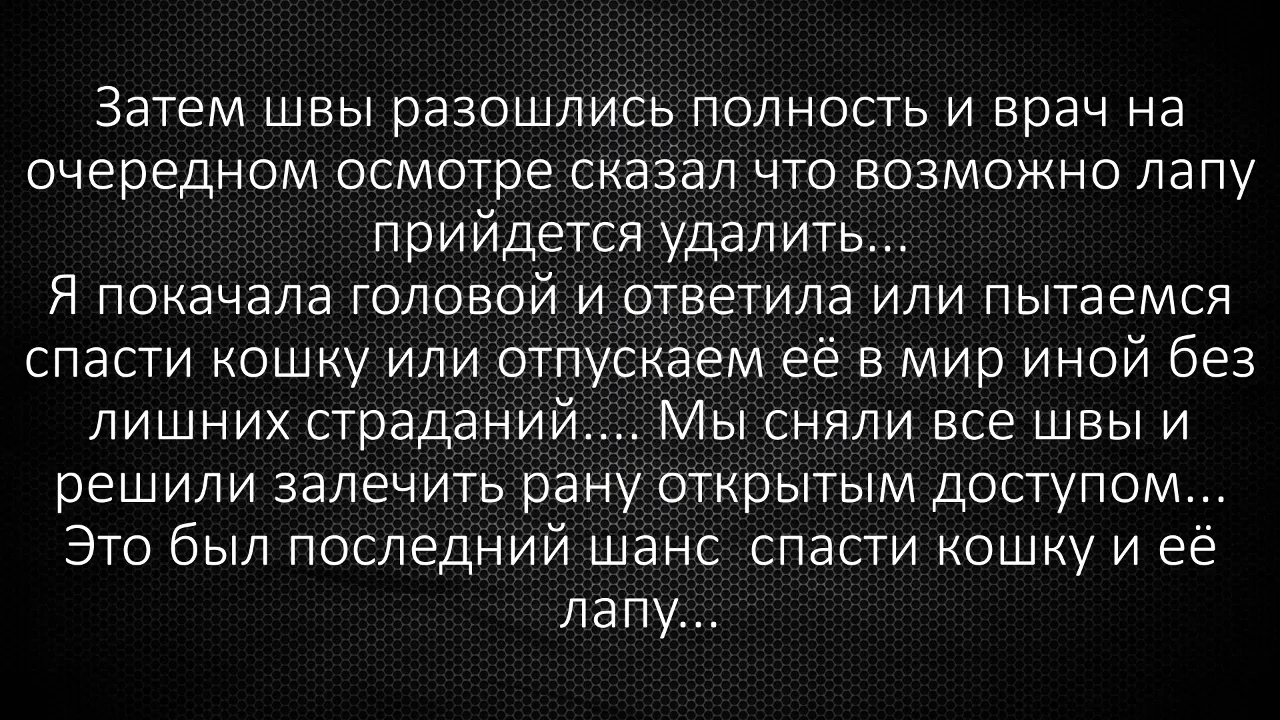 Затем швы разошлись полность и врач на
очередном осмотре сказал что возможно лапу
прийдется удалить...
Я покачала головой и ответила или пытаемся
спасти кошку или отпускаем её в мир иной без
лишних страданий.... Мы сняли все швы и
решили залечить рану открытым доступом...
Это был последний шанс  спасти кошку и её
лапу...